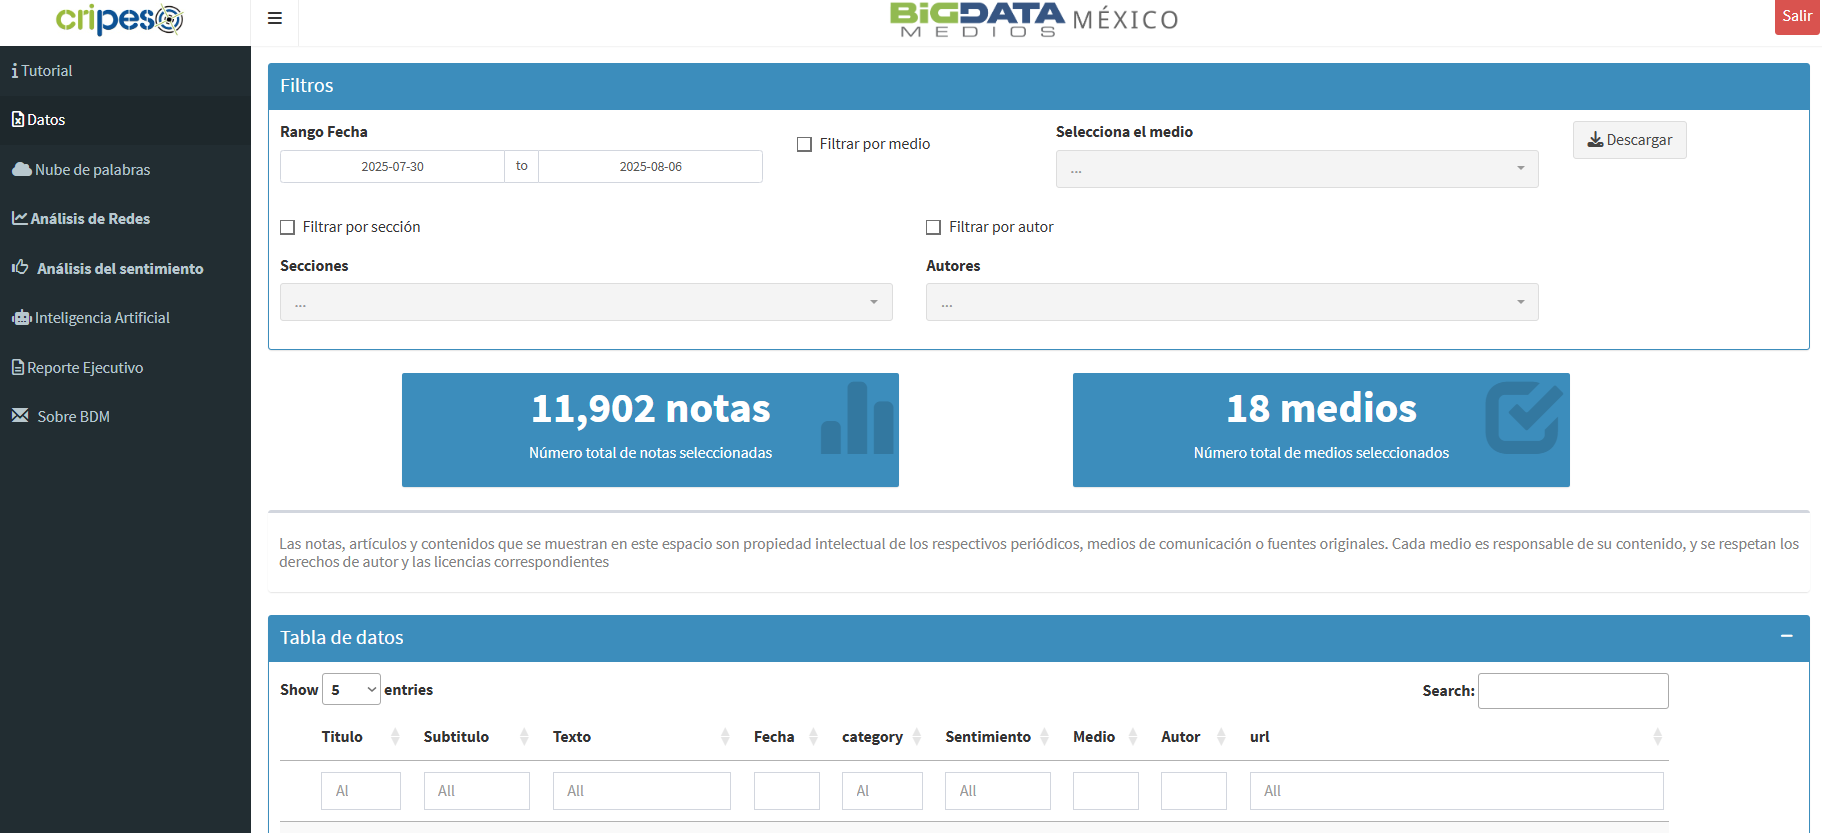 cripeso
BiGDATA MÉXICO
MEDIOS
Salir
Tutorial
Datos
Nube de palabras
Análisis de Redes
Análisis del sentimiento
Inteligencia Artificial
Reporte Ejecutivo
Sobre BDM
Filtros
Rango Fecha
2025-07-30 to 2025-08-06
Filtrar por medio
Selecciona el medio
...
Descargar
Filtrar por sección
Filtrar por autor
Secciones
Autores
...
...
11,902 notas
Número total de notas seleccionadas
18 medios
Número total de medios seleccionados
Las notas, artículos y contenidos que se muestran en este espacio son propiedad intelectual de los respectivos periódicos, medios de comunicación o fuentes originales. Cada medio es responsable de su contenido, y se respetan los
derechos de autor y las licencias correspondientes
Tabla de datos
Show 5 entries
Search:
Titulo Subtitulo Texto Fecha category Sentimiento Medio Autor url
Al All All Al All All